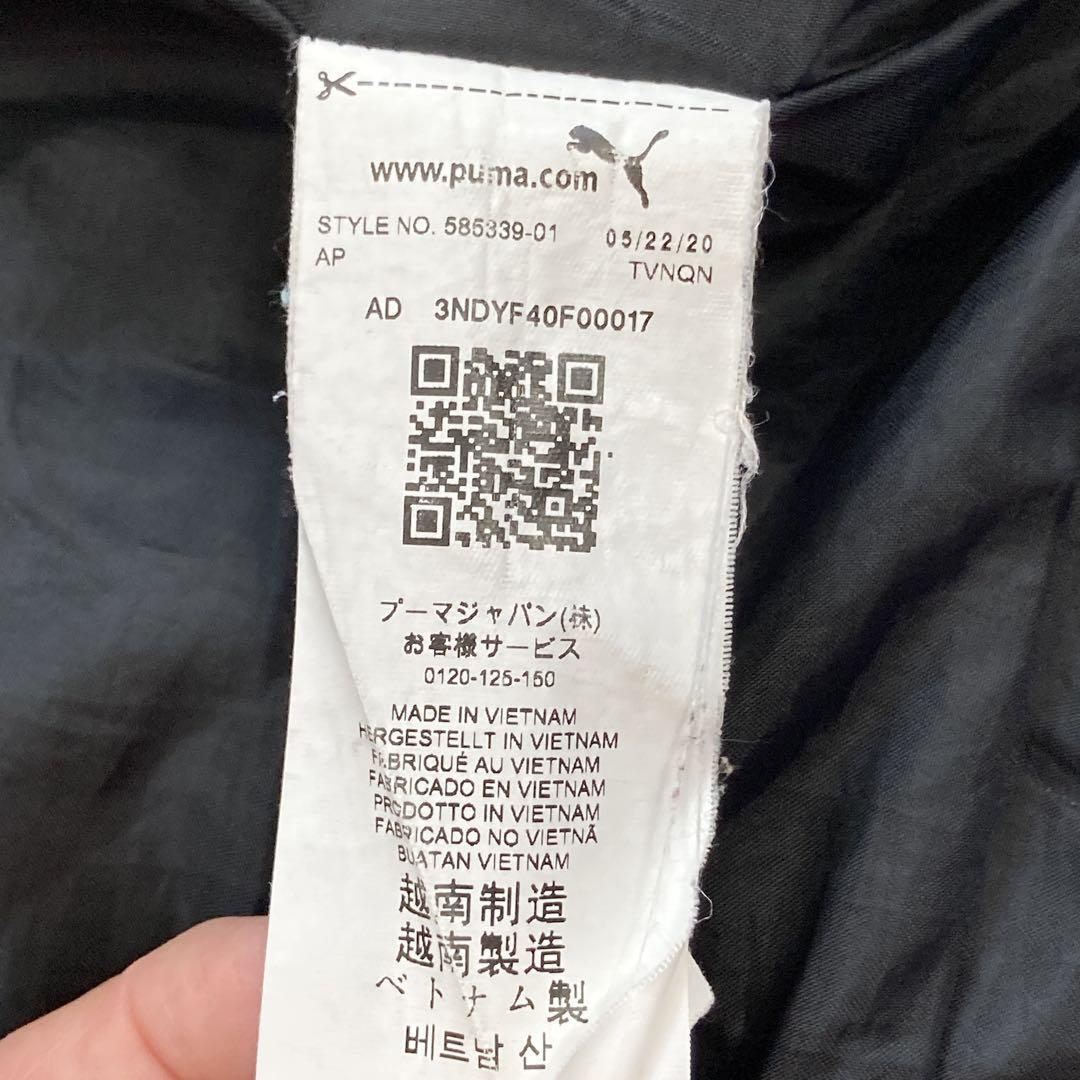 www.puma.com
STYLE NO. 585339-01 05/22/20
AP TVNQN
AD 3NDYF40F00017
プーマジャパン(株)
お客様サービス
0120-125-150
MADE IN VIETNAM
HERGESTELLT IN VIETNAM
FABRIQUÉ AU VIETNAM
FABRICADO EN VIETNAM
PRODOTTO IN VIETNAM
FABRICADO NO VIETNÃ
BUATAN VIETNAM
越南制造
越南製造
ベトナム製
베트남 산